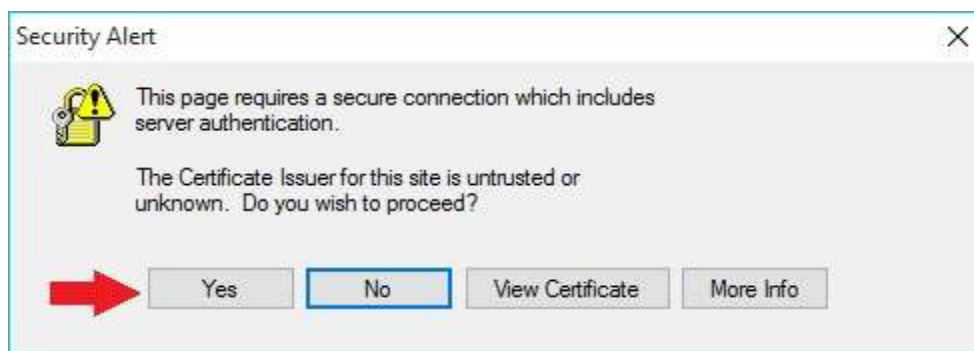 Security Alert
This page requires a secure connection which includes
server authentication.
The Certificate Issuer for this site is untrusted or
unknown.  Do you wish to proceed?
Yes No View Certificate More Info